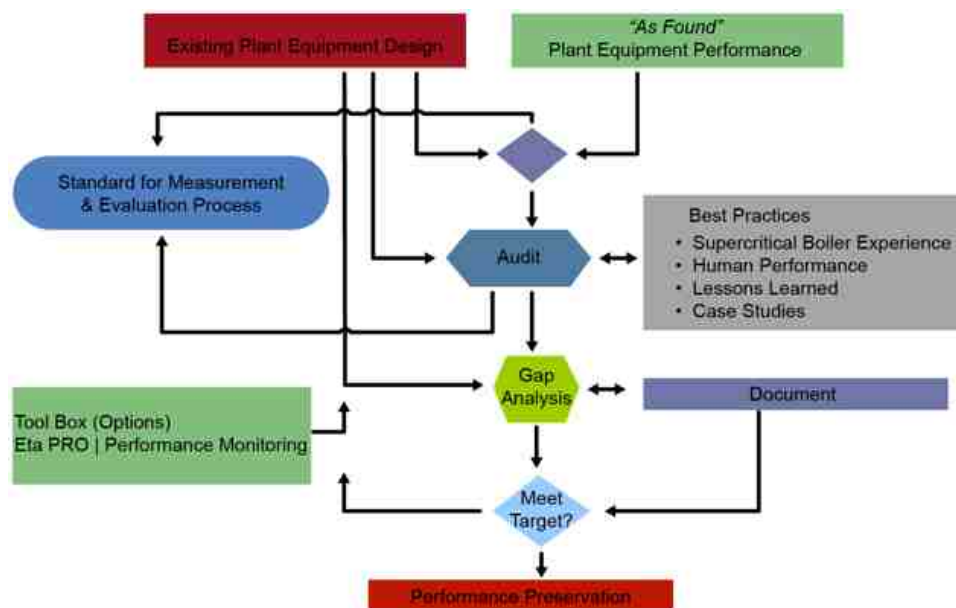 Existing Plant Equipment Design
"As Found"
Plant Equipment Performance
Standard for Measurement
& Evaluation Process
Audit
Best Practices
• Supercritical Boiler Experience
• Human Performance
• Lessons Learned
• Case Studies
Gap
Analysis
Document
Tool Box (Options)
Eta PRO | Performance Monitoring
Meet
Target?
Performance Preservation